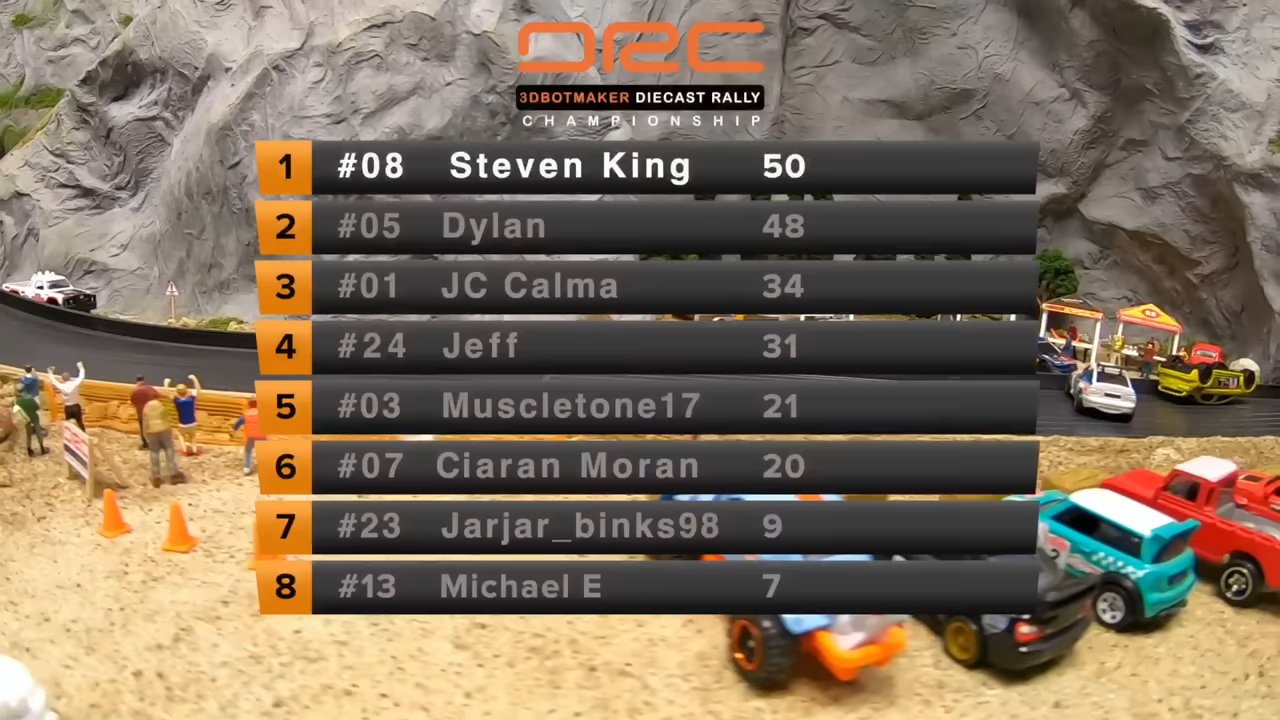 DRC
3DBOTMAKER DIECAST RALLY
CHAMPIONSHIP
1 #08 Steven King 50
2 #05 Dylan 48
3 #01 JC Calma 34
4 #24 Jeff 31
5 #03 Muscletone17 21
6 #07 Ciaran Moran 20
7 #23 Jarjar_binks98 9
8 #13 Michael E 7